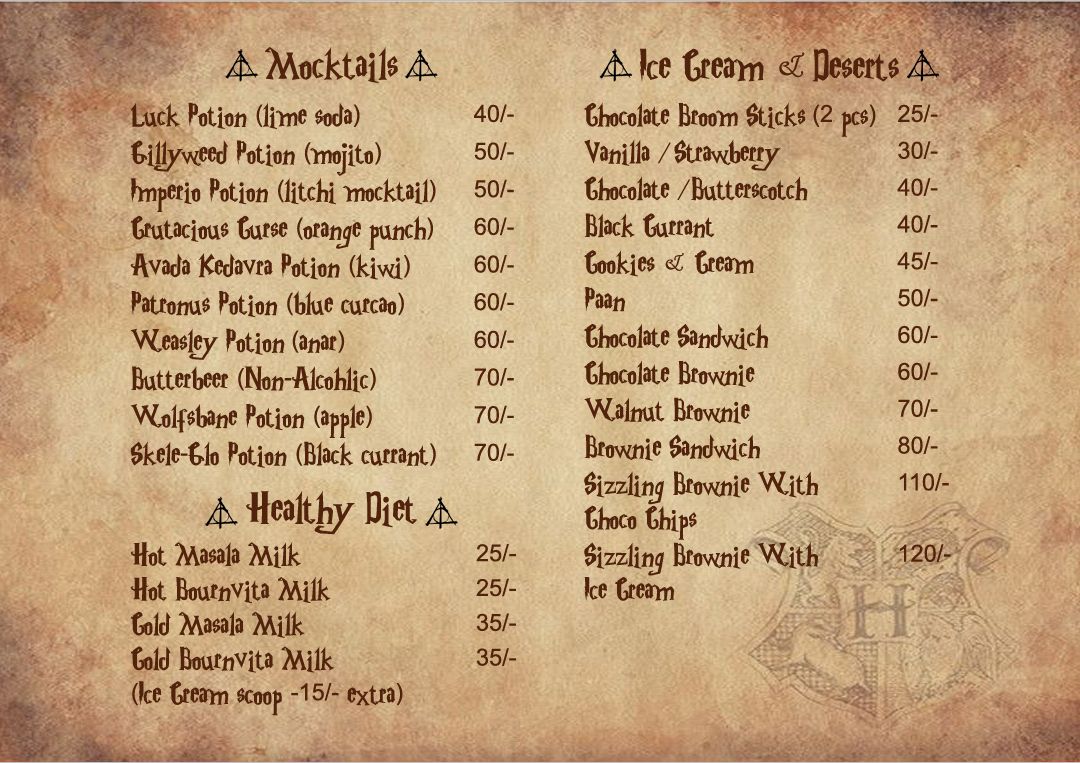 Mocktails
Luck Potion (lime soda) 40/-
Gillyweed Potion (mojito) 50/-
Imperio Potion (litchi mocktail) 50/-
Crutacious Curse (orange punch) 60/-
Avada Kedavra Potion (kiwi) 60/-
Patronus Potion (blue curcao) 60/-
Weasley Potion (anar) 60/-
Butterbeer (Non-Alcohlic) 70/-
Wolfsbane Potion (apple) 70/-
Skele-Glo Potion (Black currant) 70/-
Healthy Diet
Hot Masala Milk 25/-
Hot Bournvita Milk 25/-
Cold Masala Milk 35/-
Cold Bournvita Milk 35/-
(Ice Cream scoop -15/- extra)
Ice Cream & Deserts
Chocolate Broom Sticks (2 pcs) 25/-
Vanilla /Strawberry 30/-
Chocolate /Butterscotch 40/-
Black Currant 40/-
Cookies & Cream 45/-
Paan 50/-
Chocolate Sandwich 60/-
Chocolate Brownie 60/-
Walnut Brownie 70/-
Brownie Sandwich 80/-
Sizzling Brownie With 110/-
Choco Chips
Sizzling Brownie With 120/-
Ice Cream
H